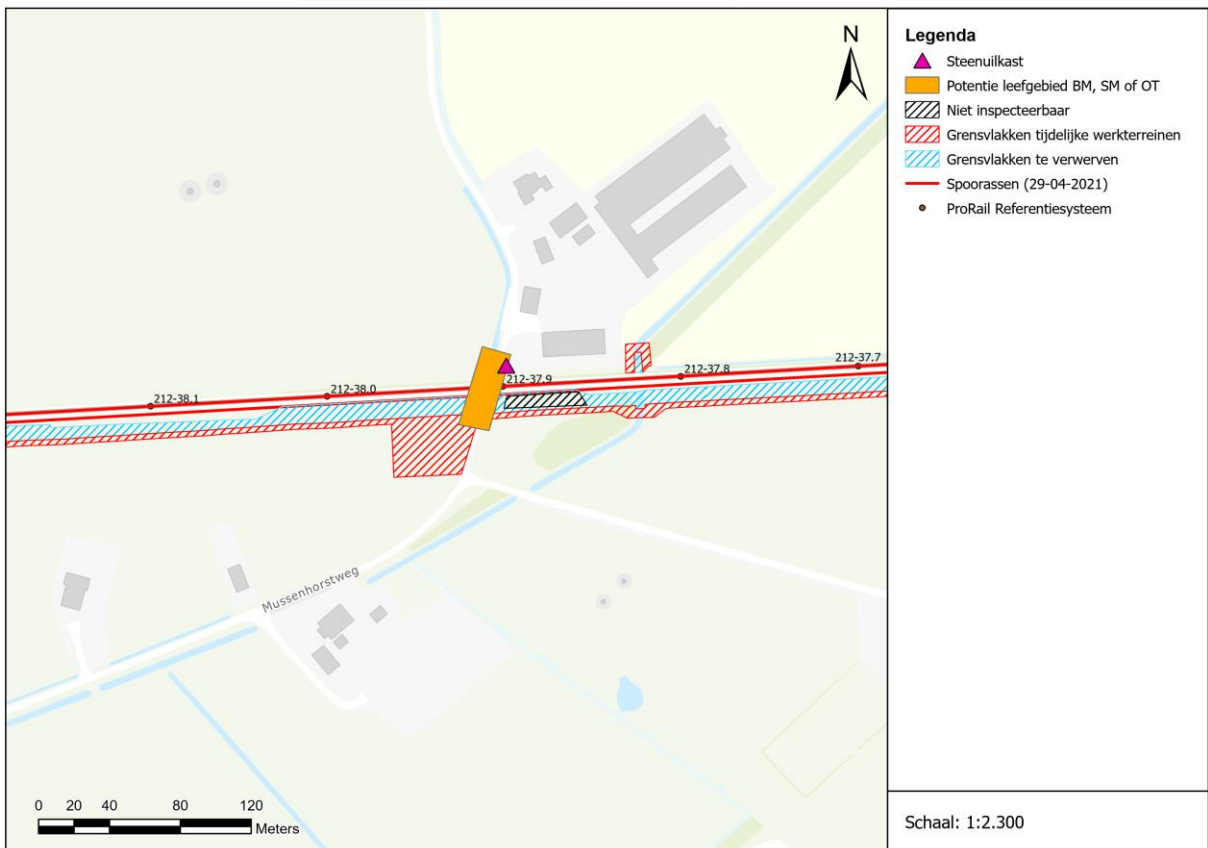 N
212-37.7
212-37.8
212-37.9
212-38.0
212-38.1
Mussenhorstweg
0 20 40 80 120
Meters
Legenda
Steenuilkast
Potentie leefgebied BM, SM of OT
Niet inspecteerbaar
Grensvlakken tijdelijke werkterreinen
Grensvlakken te verwerven
Spoorassen (29-04-2021)
ProRail Referentiesysteem
Schaal: 1:2.300